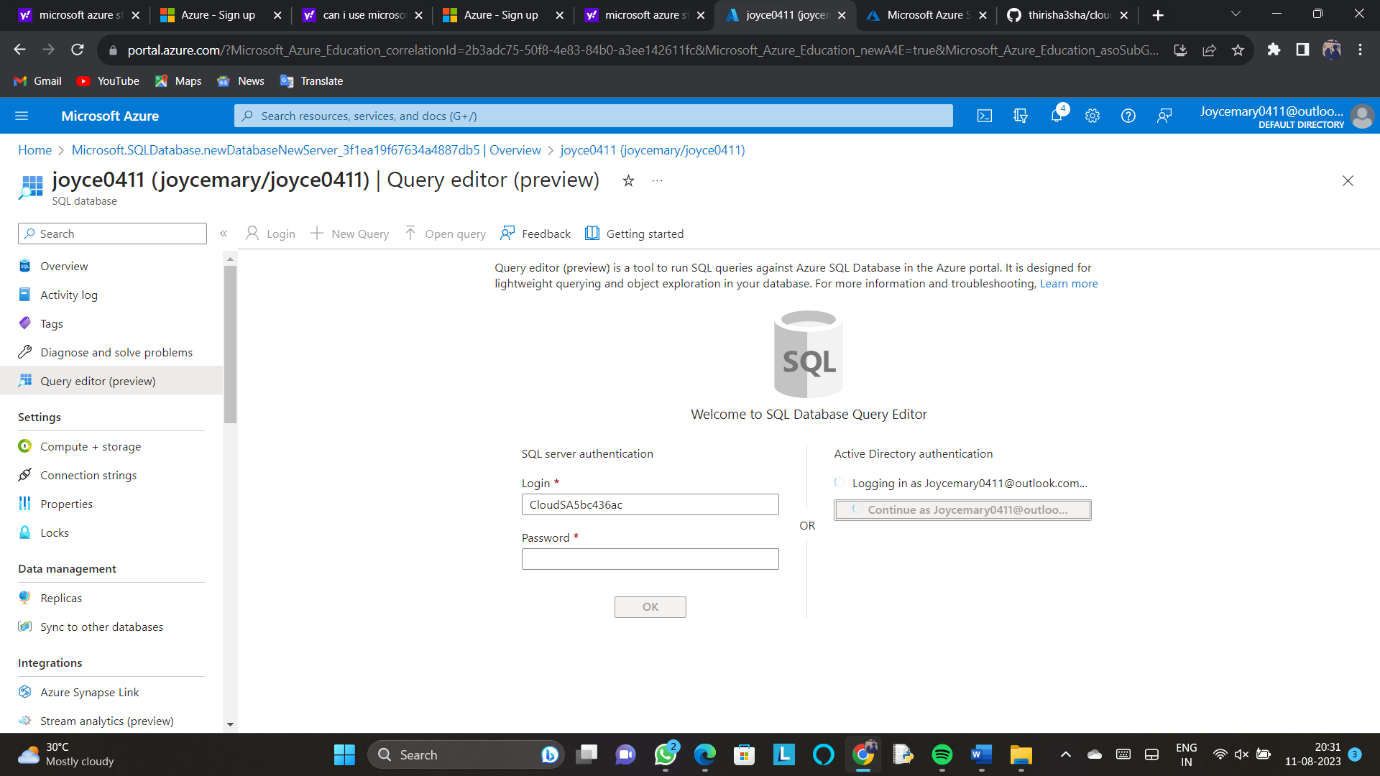 microsoft azure st
Azure - Sign up
can i use microso
Azure - Sign up
microsoft azure st
joyce0411 (joycem
Microsoft Azure S
thirisha3sha/clou
portal.azure.com/?Microsoft_Azure_Education_correlationId=2b3adc75-50f8-4e83-84b0-a3ee142611fc&Microsoft_Azure_Education_newA4E=true&Microsoft_Azure_Education_asoSubG...
Gmail YouTube Maps News Translate
Microsoft Azure
Search resources, services, and docs (G+/)
4
Joycemary0411@outloo...
DEFAULT DIRECTORY
Home > Microsoft.SQLDatabase.newDatabaseNewServer_3f1ea19f67634a4887db5 | Overview > joyce0411 (joycemary/joyce0411)
joyce0411 (joycemary/joyce0411) | Query editor (preview) ...
SQL database
Search
«
Login
New Query
Open query
Feedback
Getting started
Overview
Activity log
Tags
Diagnose and solve problems
Query editor (preview)
Settings
Compute + storage
Connection strings
Properties
Locks
Data management
Replicas
Sync to other databases
Integrations
Azure Synapse Link
Stream analytics (preview)
Query editor (preview) is a tool to run SQL queries against Azure SQL Database in the Azure portal. It is designed for
lightweight querying and object exploration in your database. For more information and troubleshooting, Learn more
SQL
Welcome to SQL Database Query Editor
SQL server authentication
Login *
CloudSA5bc436ac
Password *
OK
OR
Active Directory authentication
Logging in as Joycemary0411@outlook.com...
Continue as Joycemary0411@outloo...
30°C
Mostly cloudy
Search
2
ENG
IN
20:31
11-08-2023
3